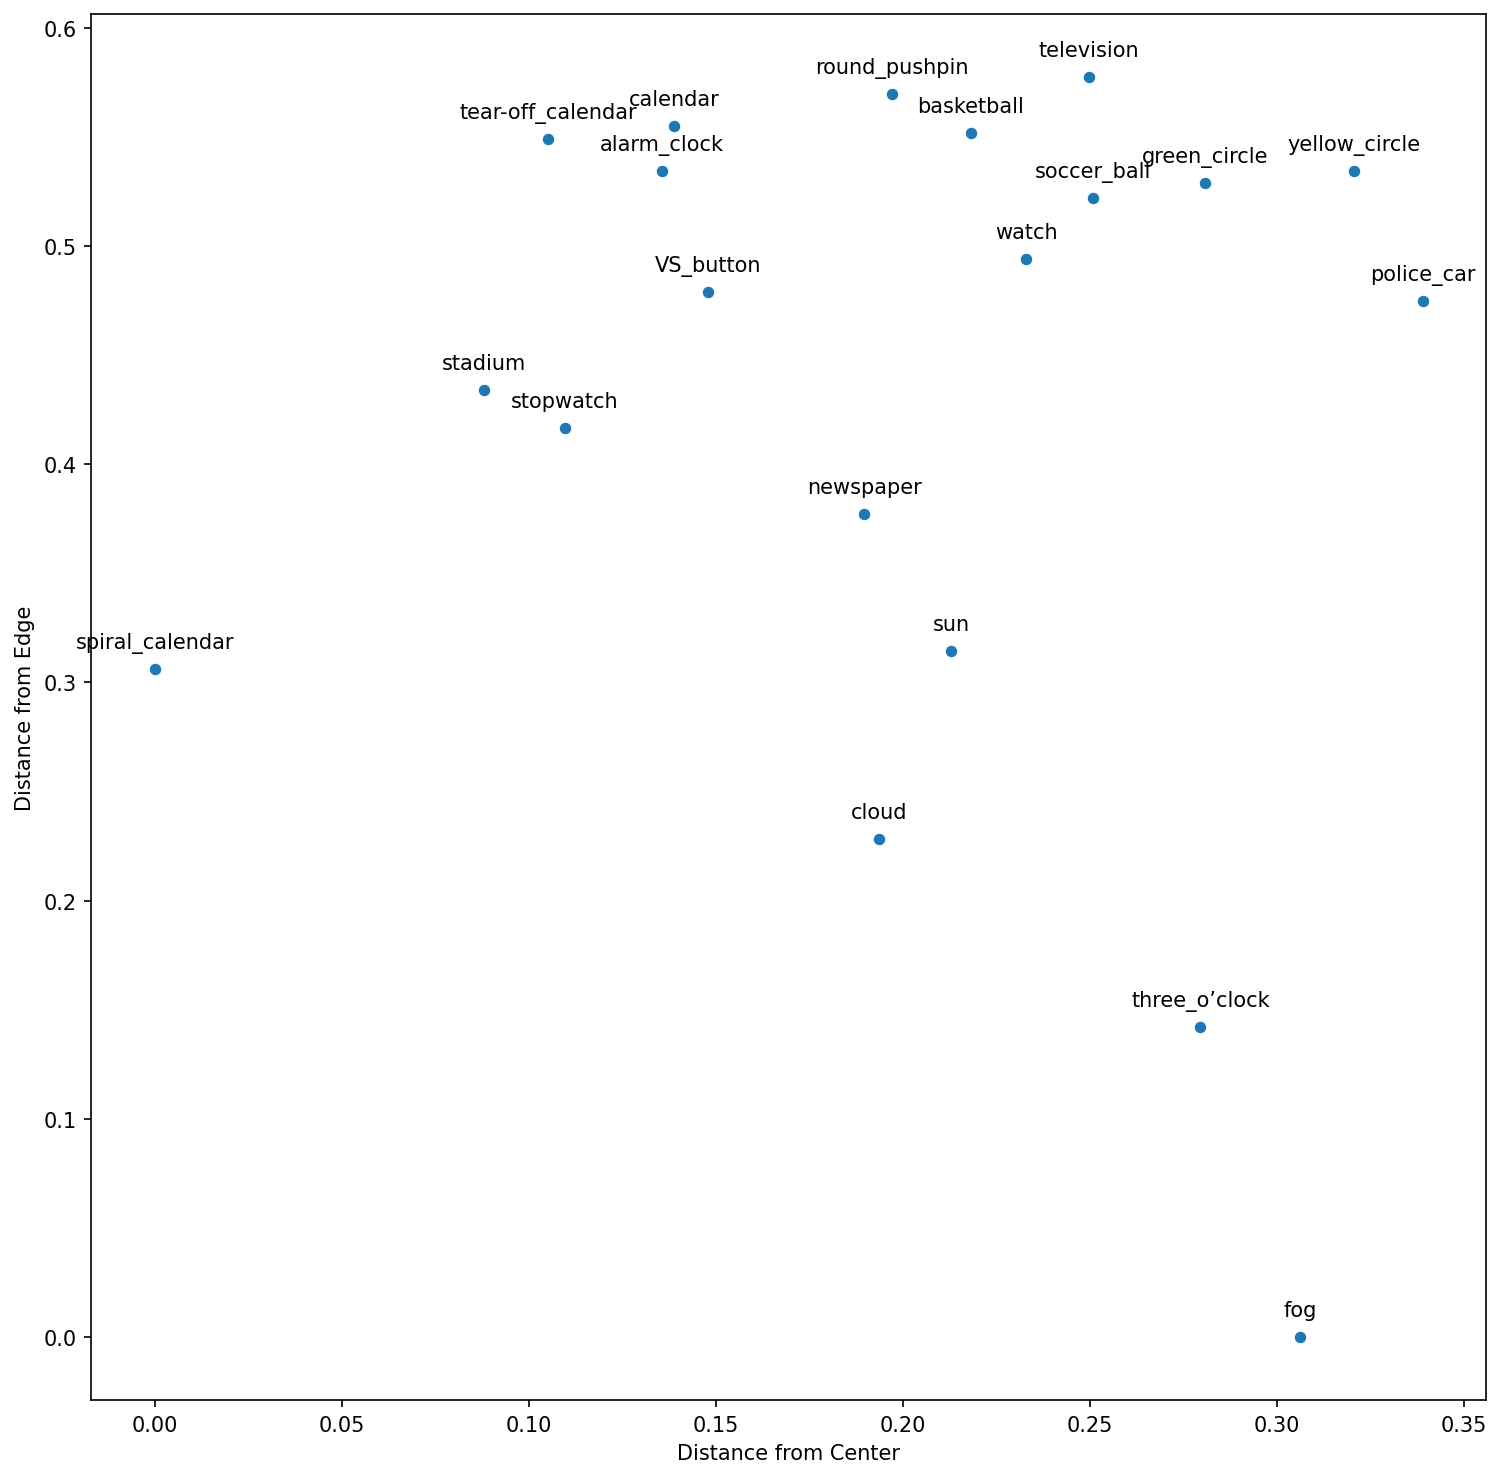 0.6
television
round_pushpin
calendar
basketball
tear-off_calendar
alarm_clock
yellow_circle
green_circle
soccer_ball
0.5
watch
VS_button
police_car
stadium
stopwatch
0.4
newspaper
sun
spiral_calendar
0.3
Distance from Edge
cloud
0.2
three_o’clock
0.1
fog
0.0
0.00 0.05 0.10 0.15 0.20 0.25 0.30 0.35
Distance from Center